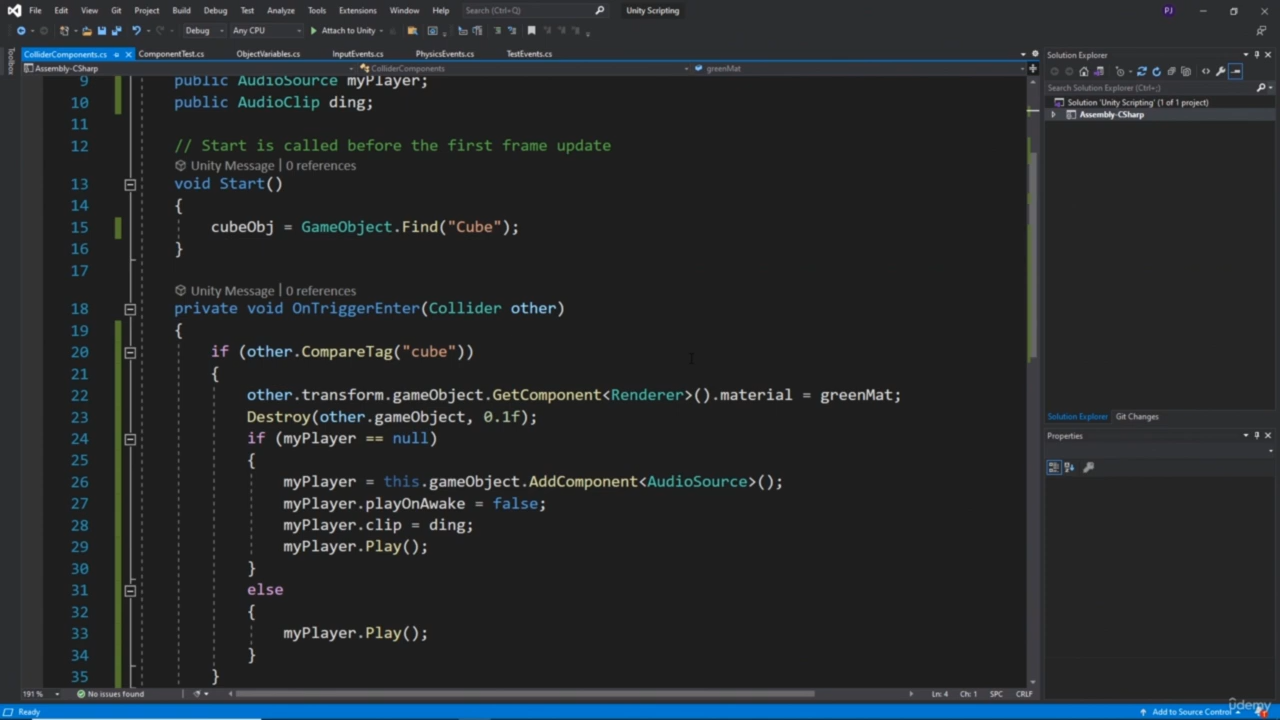 File Edit View Git Project Build Debug Test Analyze Tools Extensions Window Help Search (Ctrl+Q) Unity Scripting PJ
Debug Any CPU Attach to Unity
ColliderComponents.cs ComponentTest.cs ObjectVariables.cs InputEvents.cs PhysicsEvents.cs TestEvents.cs
Assembly-CSharp ColliderComponents greenMat
Toolbox
9 public AudioSource myPlayer;
10 public AudioClip ding;
11
12 // Start is called before the first frame update
Unity Message | 0 references
13 void Start()
14 {
15 cubeObj = GameObject.Find("Cube");
16 }
17
Unity Message | 0 references
18 private void OnTriggerEnter(Collider other)
19 {
20 if (other.CompareTag("cube"))
21 {
22 other.transform.gameObject.GetComponent<Renderer>().material = greenMat;
23 Destroy(other.gameObject, 0.1f);
24 if (myPlayer == null)
25 {
26 myPlayer = this.gameObject.AddComponent<AudioSource>();
27 myPlayer.playOnAwake = false;
28 myPlayer.clip = ding;
29 myPlayer.Play();
30 }
31 else
32 {
33 myPlayer.Play();
34 }
35 }
191 % No issues found Ln: 4 Ch: 1 SPC CRLF
Solution Explorer
Search Solution Explorer (Ctrl+;)
Solution 'Unity Scripting' (1 of 1 project)
Assembly-CSharp
Solution Explorer Git Changes
Properties
Ready Add to Source Control
udemy